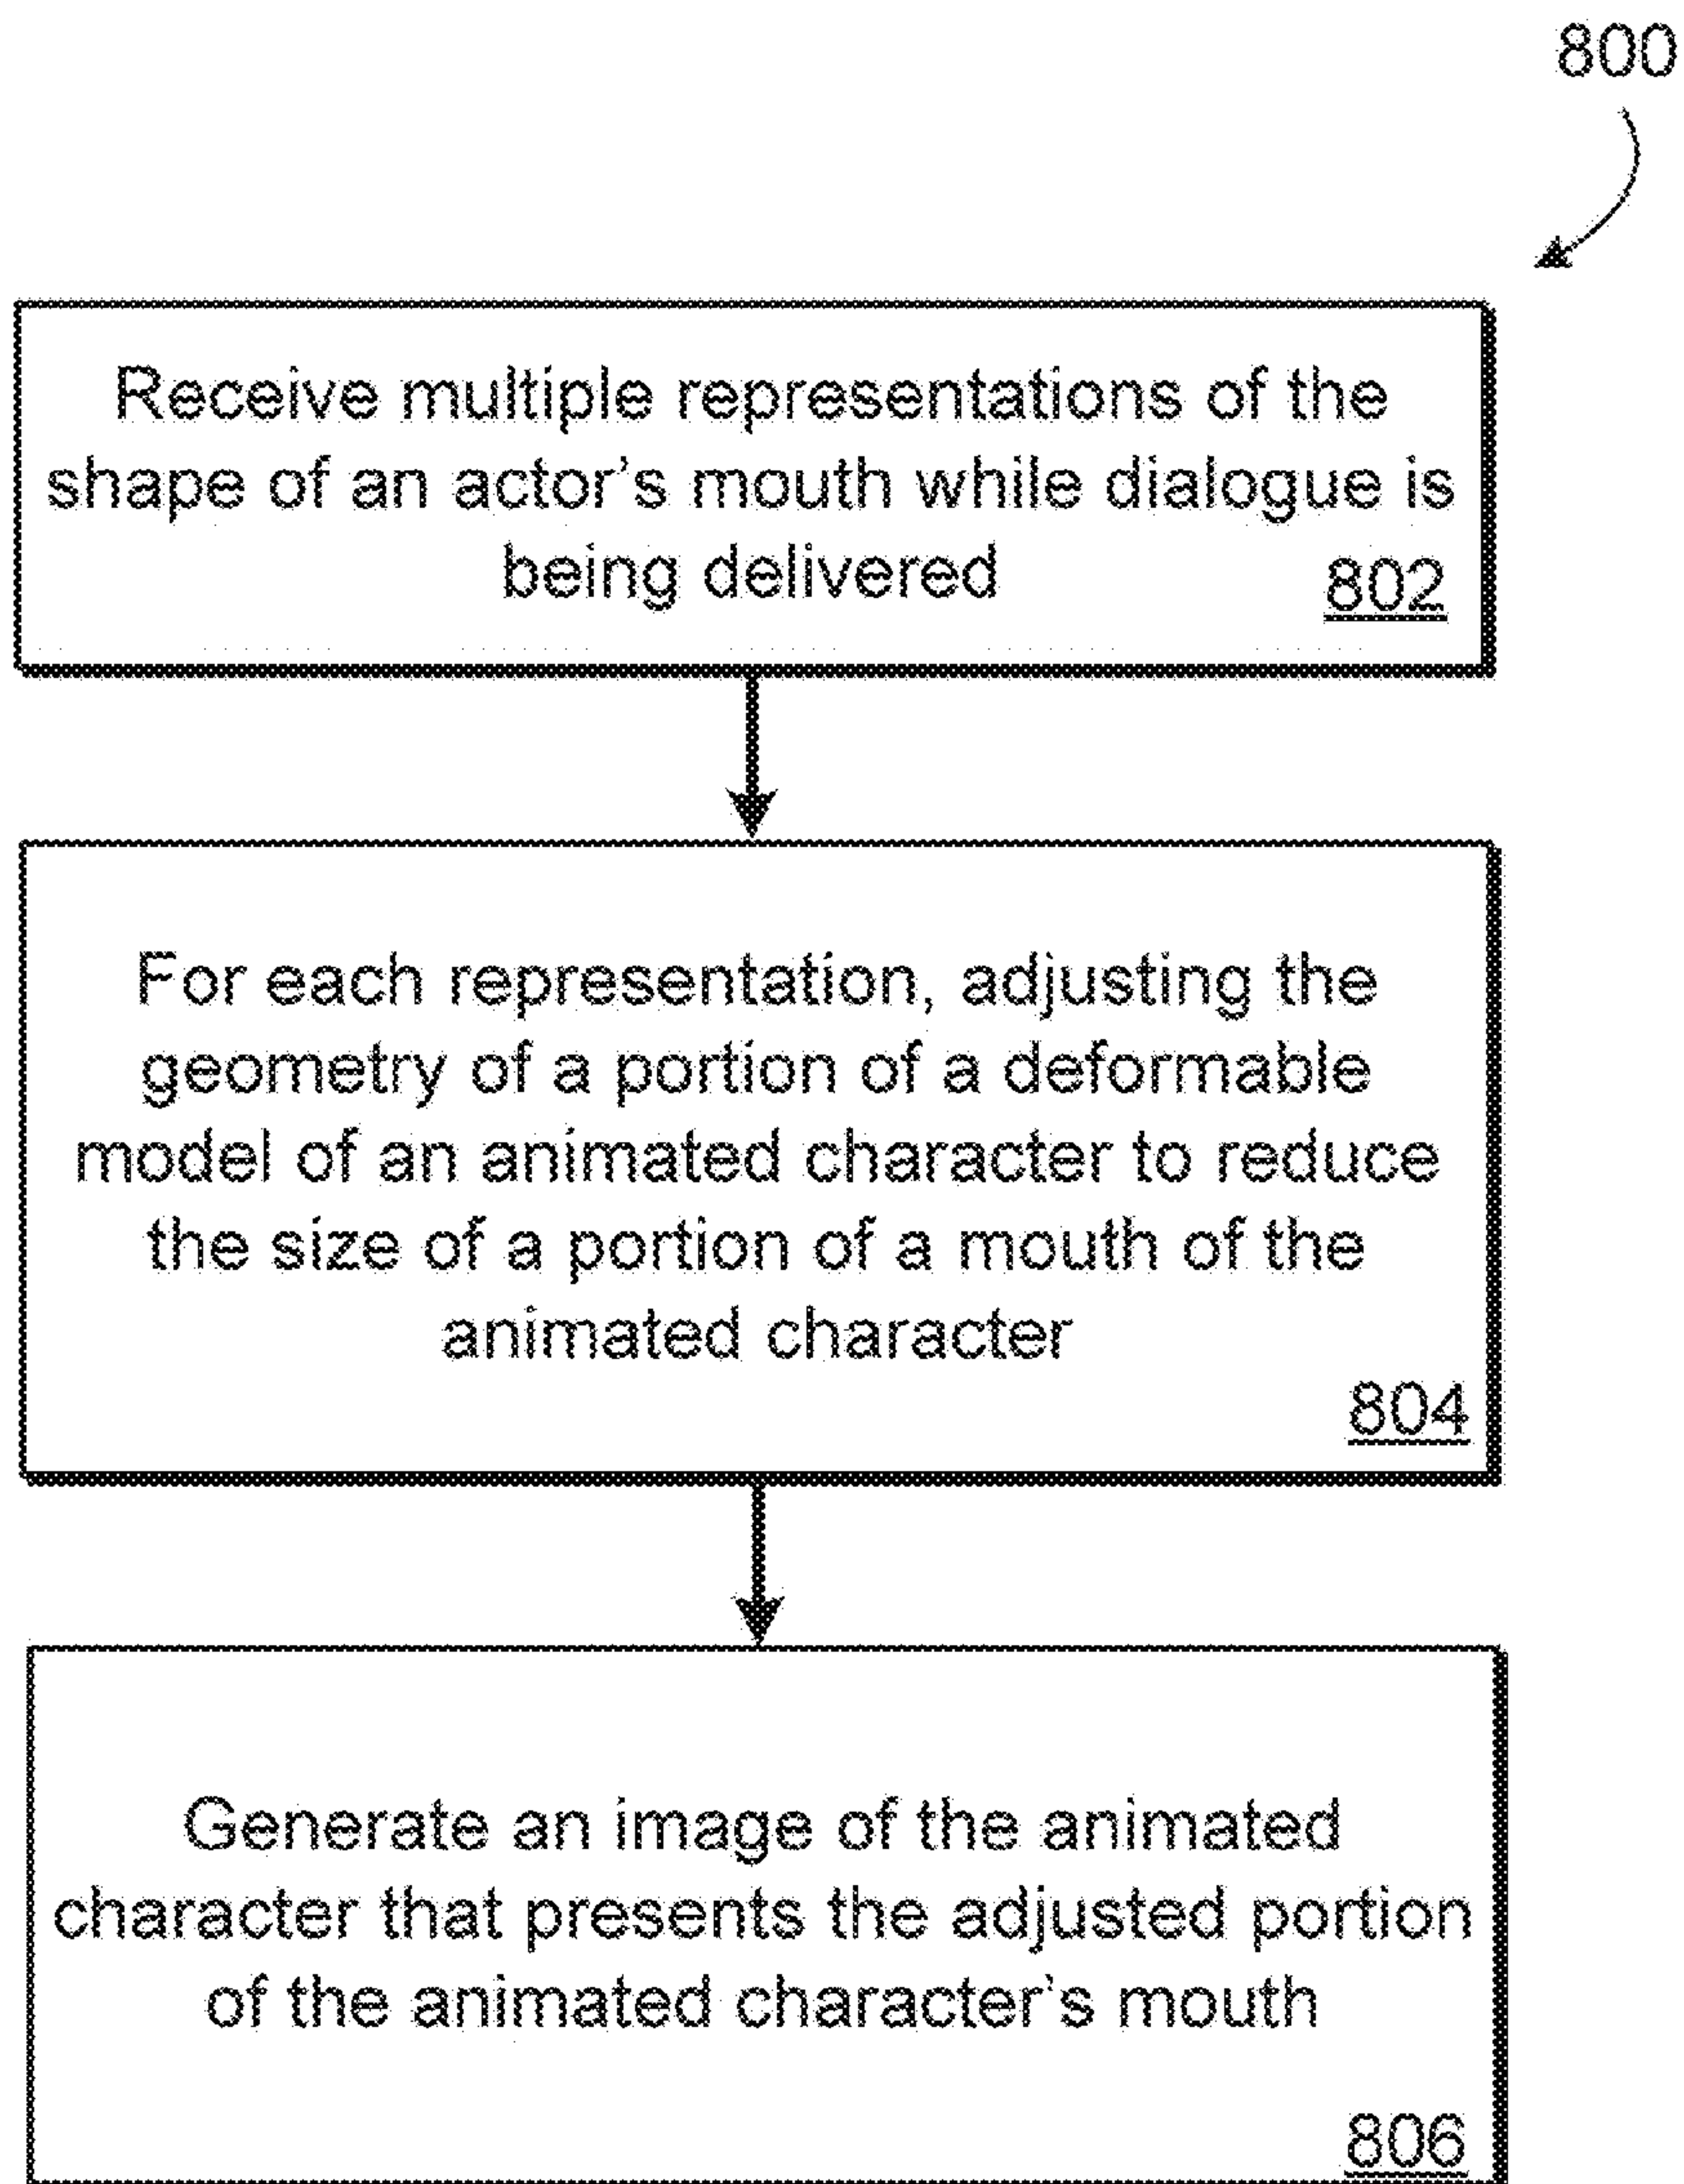 800
Receive multiple representations of the
shape of an actor's mouth while dialogue is
being delivered
802
For each representation, adjusting the
geometry of a portion of a deformable
model of an animated character to reduce
the size of a portion of a mouth of the
animated character
804
Generate an image of the animated
character that presents the adjusted portion
of the animated character's mouth
806